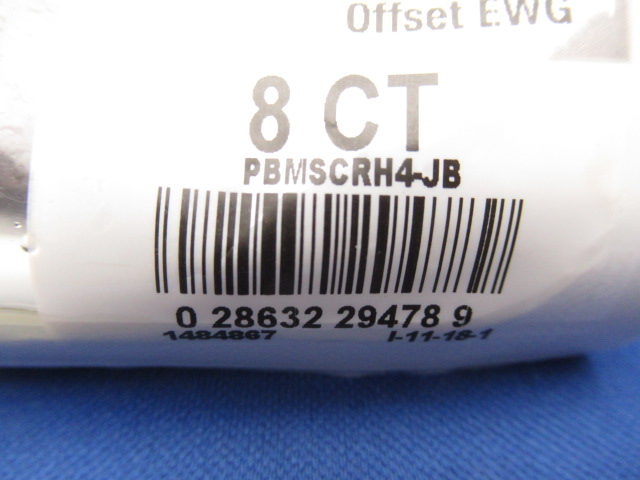 Offset EWG
8 CT
PBMSCRH4-JB
0 28632 29478 9
1484867 I-11-18-1